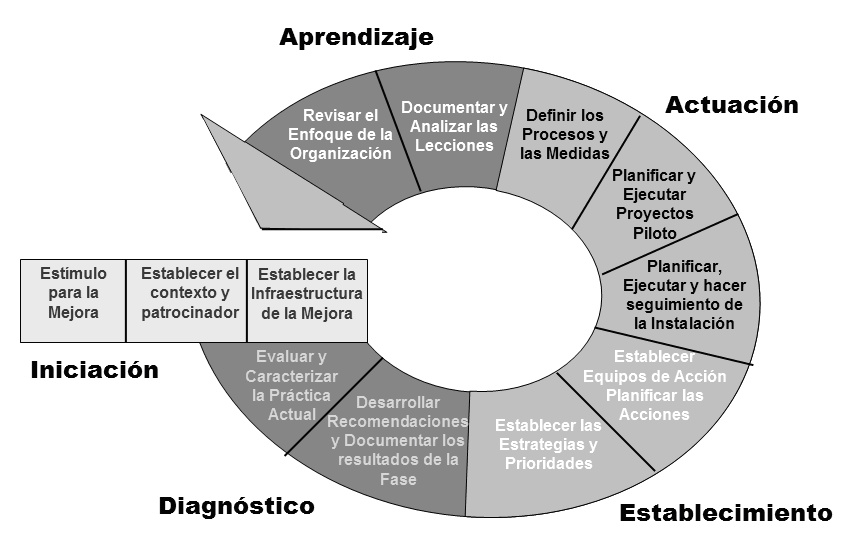 Aprendizaje
Actuación
Revisar el
Enfoque de la
Organización
Documentar y
Analizar las
Lecciones
Definir los
Procesos y
las Medidas
Planificar y
Ejecutar
Proyectos
Piloto
Planificar,
Ejecutar y hacer
seguimiento de
la Instalación
Estímulo
para la
Mejora
Establecer el
contexto y
patrocinador
Establecer la
Infraestructura
de la Mejora
Iniciación
Evaluar y
Caracterizar
la Práctica
Actual
Desarrollar
Recomendaciones
y Documentar los
resultados de la
Fase
Establecer las
Estrategias y
Prioridades
Establecer
Equipos de Acción
Planificar las
Acciones
Diagnóstico
Establecimiento